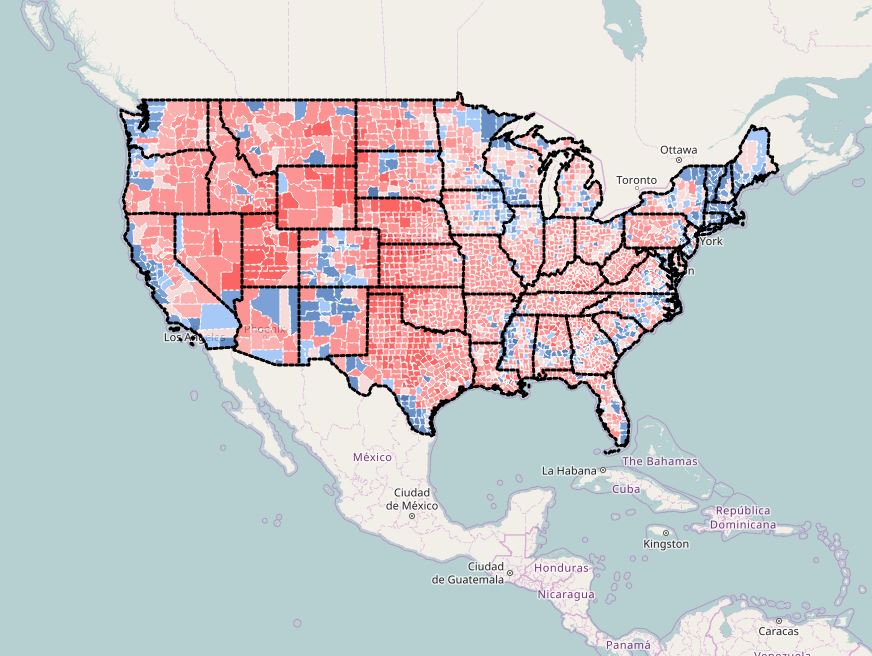 Ottawa
Toronto
York
n
Phoenix
Los Angeles
La Habana
The Bahamas
México
Cuba
Ciudad
de México
República
Dominicana
Kingston
Ciudad
de Guatemala
Honduras
Nicaragua
Caracas
Panamá
Venezuela